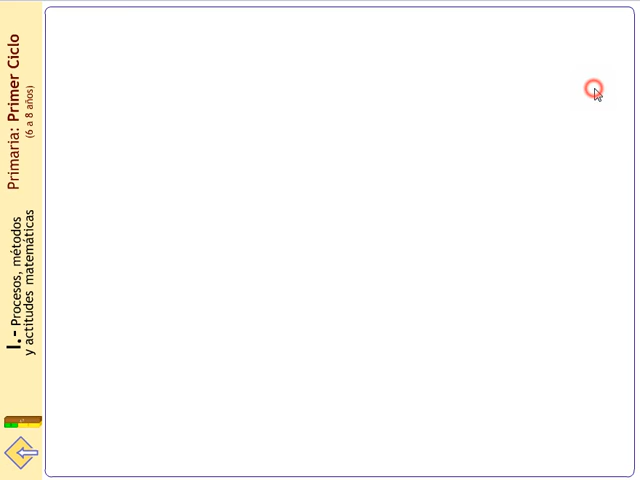 Primaria: Primer Ciclo
(6 a 8 años)
I.- Procesos, métodos
y actitudes matemáticas